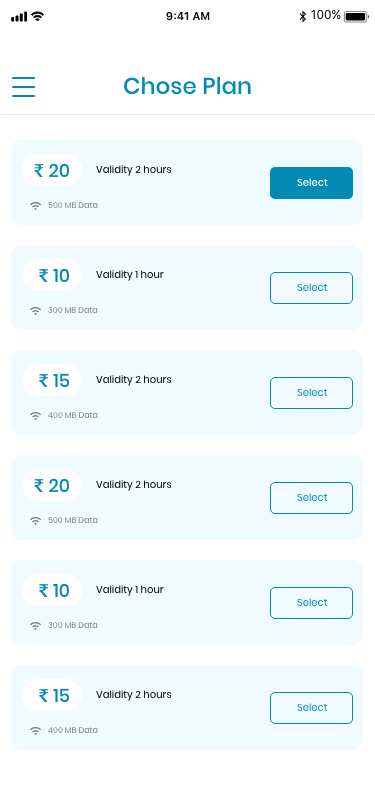 9:41 AM
100%
Chose Plan
₹ 20
Validity 2 hours
Select
500 MB Data
₹ 10
Validity 1 hour
Select
300 MB Data
₹ 15
Validity 2 hours
Select
400 MB Data
₹ 20
Validity 2 hours
Select
500 MB Data
₹ 10
Validity 1 hour
Select
300 MB Data
₹ 15
Validity 2 hours
Select
400 MB Data